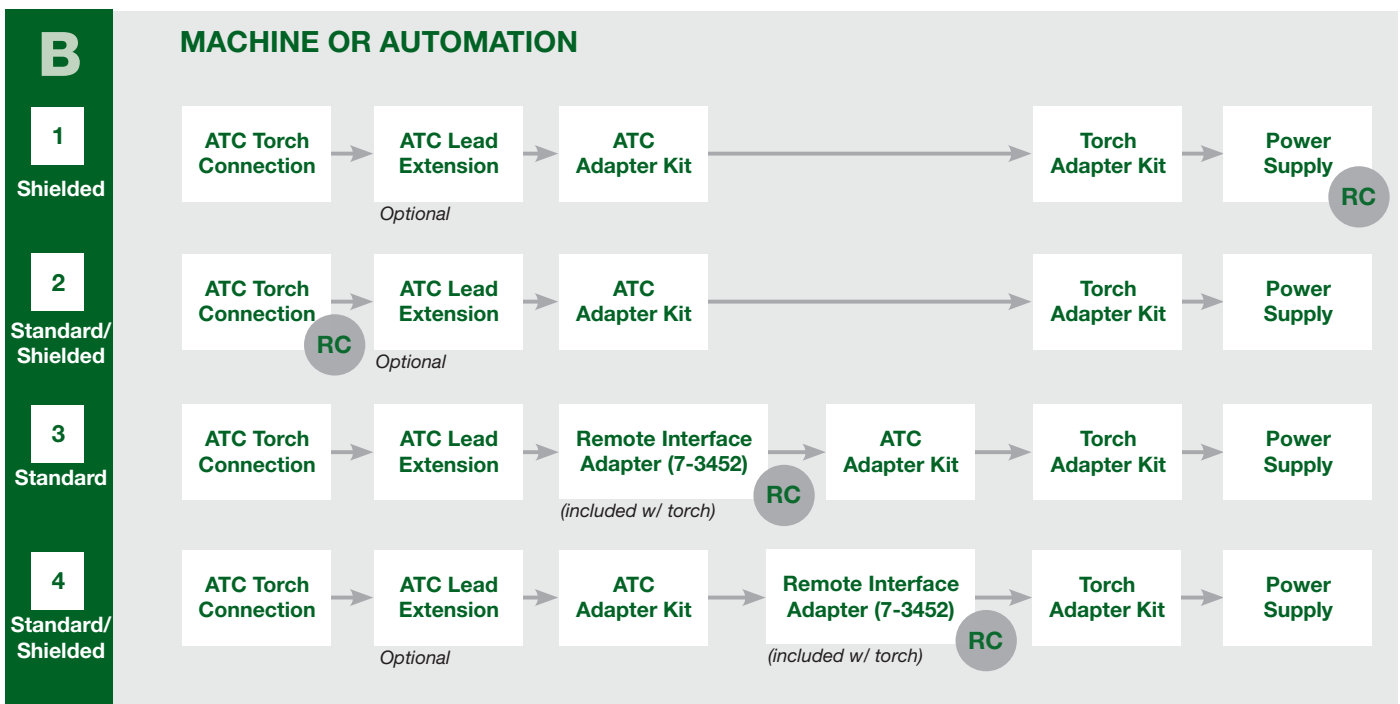 B
MACHINE OR AUTOMATION
1
Shielded
ATC Torch
Connection
ATC Lead
Extension
Optional
ATC
Adapter Kit
Torch
Adapter Kit
Power
Supply
RC
2
Standard/
Shielded
ATC Torch
Connection
RC
ATC Lead
Extension
Optional
ATC
Adapter Kit
Torch
Adapter Kit
Power
Supply
3
Standard
ATC Torch
Connection
ATC Lead
Extension
Remote Interface
Adapter (7-3452)
(included w/ torch)
RC
ATC
Adapter Kit
Torch
Adapter Kit
Power
Supply
4
Standard/
Shielded
ATC Torch
Connection
ATC Lead
Extension
Optional
ATC
Adapter Kit
Remote Interface
Adapter (7-3452)
(included w/ torch)
RC
Torch
Adapter Kit
Power
Supply